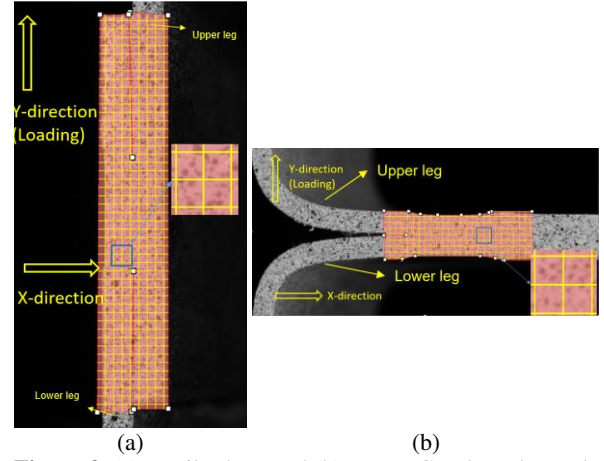 Upper leg
Y-direction
(Loading)
X-direction
Lower leg
(a)
Y-direction
(Loading)
Upper leg
Lower leg
X-direction
(b)